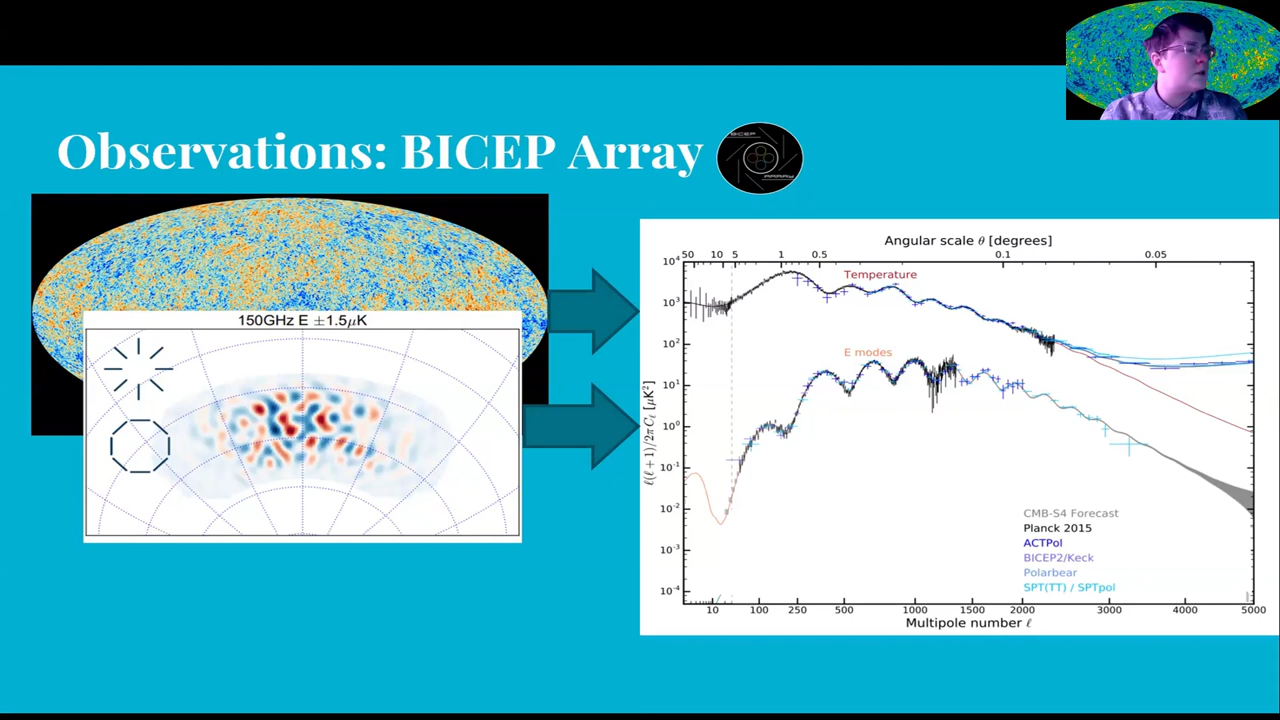 Observations: BICEP Array
BICEP
ARRAY
150GHz E ±1.5μK
Angular scale θ [degrees]
50 10 5 1 0.5 0.1 0.05
10⁴
10³
10²
10¹
10⁰
10⁻¹
10⁻²
10⁻³
10⁻⁴
ℓ(ℓ+1)/2π Cℓ [μK²]
Temperature
E modes
CMB-S4 Forecast
Planck 2015
ACTPol
BICEP2/Keck
Polarbear
SPT(TT) / SPTpol
10 100 250 500 1000 1500 2000 3000 4000 5000
Multipole number ℓ